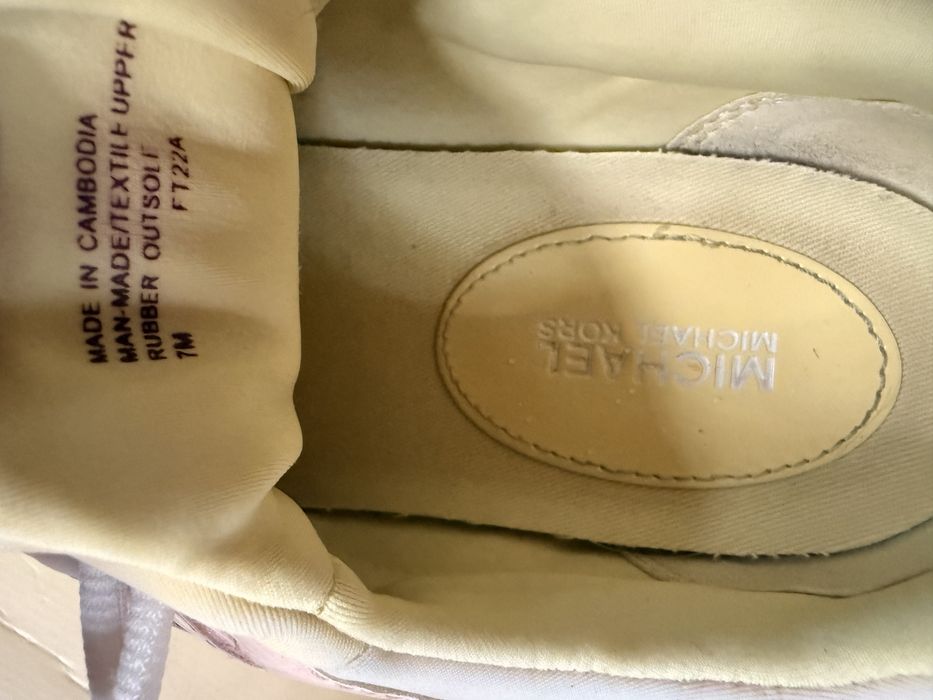 MADE IN CAMBODIA
MAN-MADE/TEXTILE UPPER
RUBBER OUTSOLE
FT22A
7M
MICHAEL
MICHAEL KORS